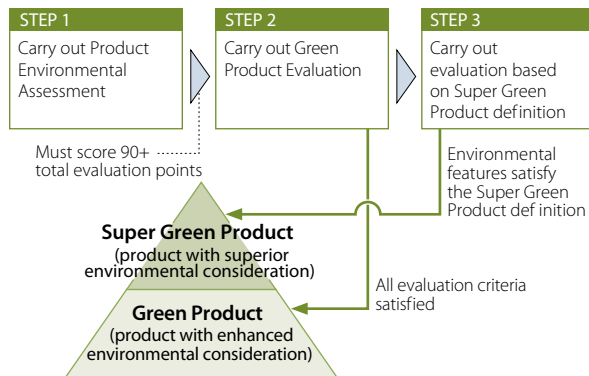 STEP 1
Carry out Product
Environmental
Assessment
STEP 2
Carry out Green
Product Evaluation
STEP 3
Carry out
evaluation based
on Super Green
Product definition
Must score 90+
total evaluation points
Environmental
features satisfy
the Super Green
Product def inition
Super Green Product
(product with superior
environmental consideration)
All evaluation criteria
satisfied
Green Product
(product with enhanced
environmental consideration)